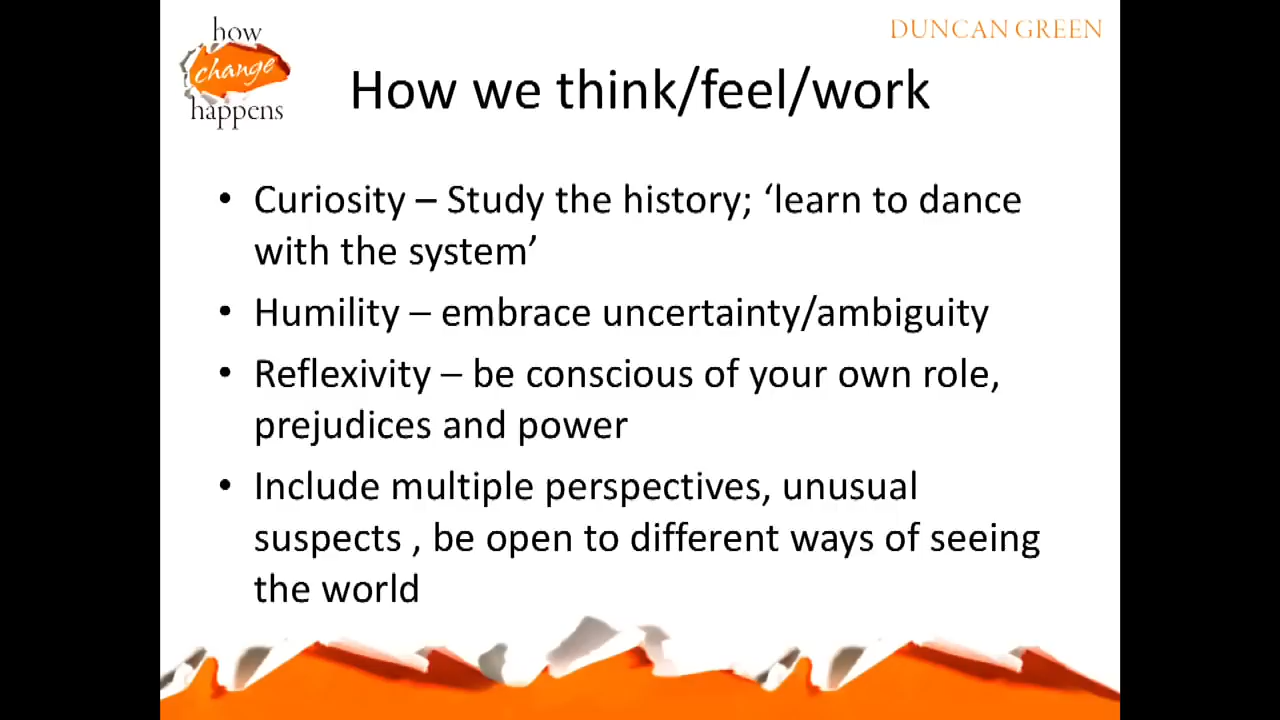 how
change
happens
DUNCAN GREEN
How we think/feel/work
• Curiosity – Study the history; ‘learn to dance
with the system’
• Humility – embrace uncertainty/ambiguity
• Reflexivity – be conscious of your own role,
prejudices and power
• Include multiple perspectives, unusual
suspects , be open to different ways of seeing
the world